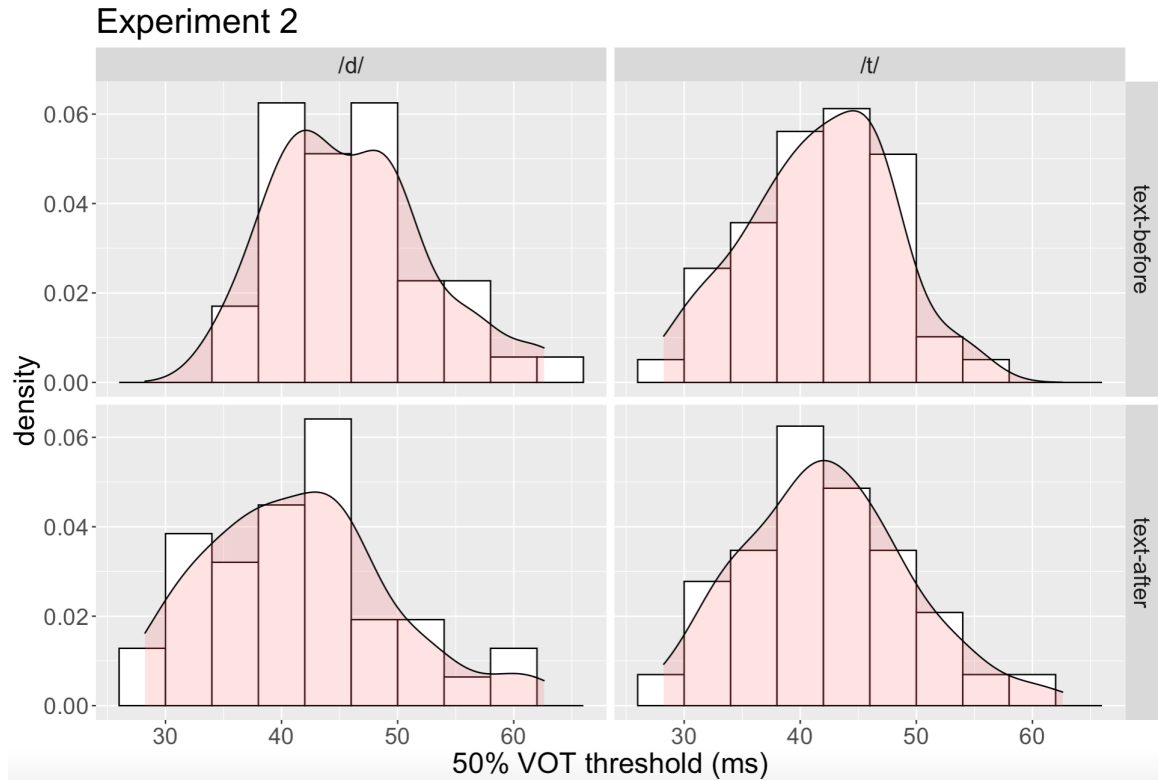 Experiment 2
/d/
/t/
0.06
0.04
0.02
0.00
text-before
density
0.06
0.04
0.02
0.00
text-after
30 40 50 60
30 40 50 60
50% VOT threshold (ms)